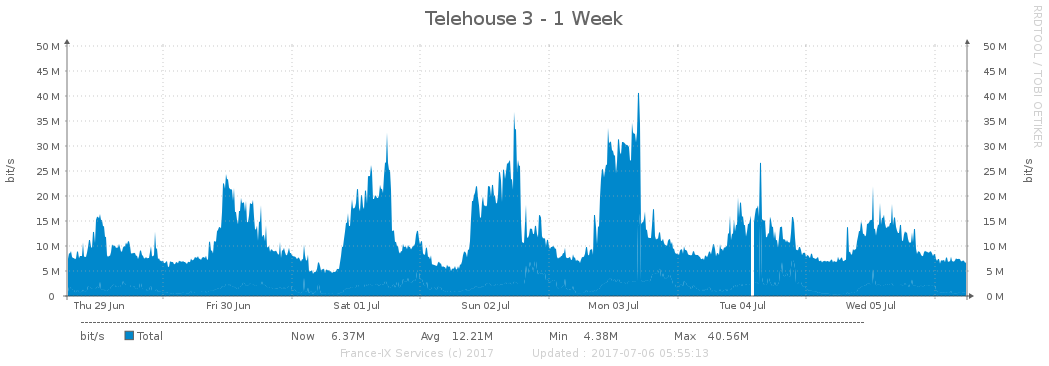 Telehouse 3 - 1 Week
RRDTOOL / TOBI OETIKER
bit/s
50 M 50 M
45 M 45 M
40 M 40 M
35 M 35 M
30 M 30 M
25 M 25 M
20 M 20 M
15 M 15 M
10 M 10 M
5 M 5 M
0 0 M
bit/s
Thu 29 Jun Fri 30 Jun Sat 01 Jul Sun 02 Jul Mon 03 Jul Tue 04 Jul Wed 05 Jul
bit/s Total Now 6.37M Avg 12.21M Min 4.38M Max 40.56M
France-IX Services (c) 2017 Updated : 2017-07-06 05:55:13